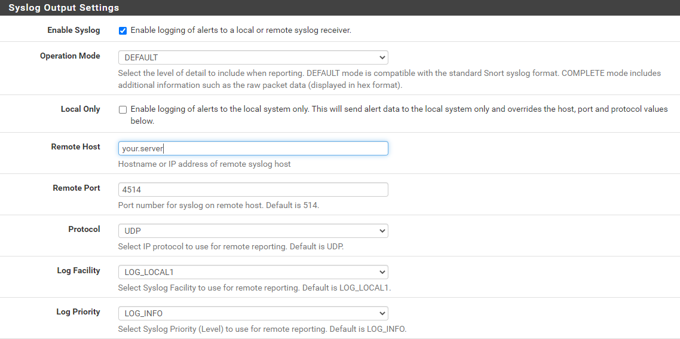 Syslog Output Settings
Enable Syslog
Enable logging of alerts to a local or remote syslog receiver.
Operation Mode
DEFAULT
Select the level of detail to include when reporting. DEFAULT mode is compatible with the standard Snort syslog format. COMPLETE mode includes
additional information such as the raw packet data (displayed in hex format).
Local Only
Enable logging of alerts to the local system only. This will send alert data to the local system only and overrides the host, port and protocol values
below.
Remote Host
your.server
Hostname or IP address of remote syslog host
Remote Port
4514
Port number for syslog on remote host. Default is 514.
Protocol
UDP
Select IP protocol to use for remote reporting. Default is UDP.
Log Facility
LOG_LOCAL1
Select Syslog Facility to use for remote reporting. Default is LOG_LOCAL1.
Log Priority
LOG_INFO
Select Syslog Priority (Level) to use for remote reporting. Default is LOG_INFO.